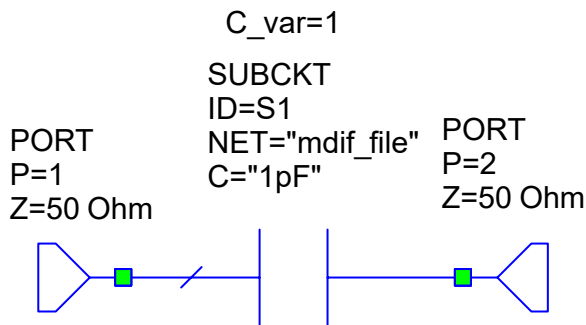 C_var=1
SUBCKT
ID=S1
NET="mdif_file"
C="1pF"
PORT
P=1
Z=50 Ohm
PORT
P=2
Z=50 Ohm